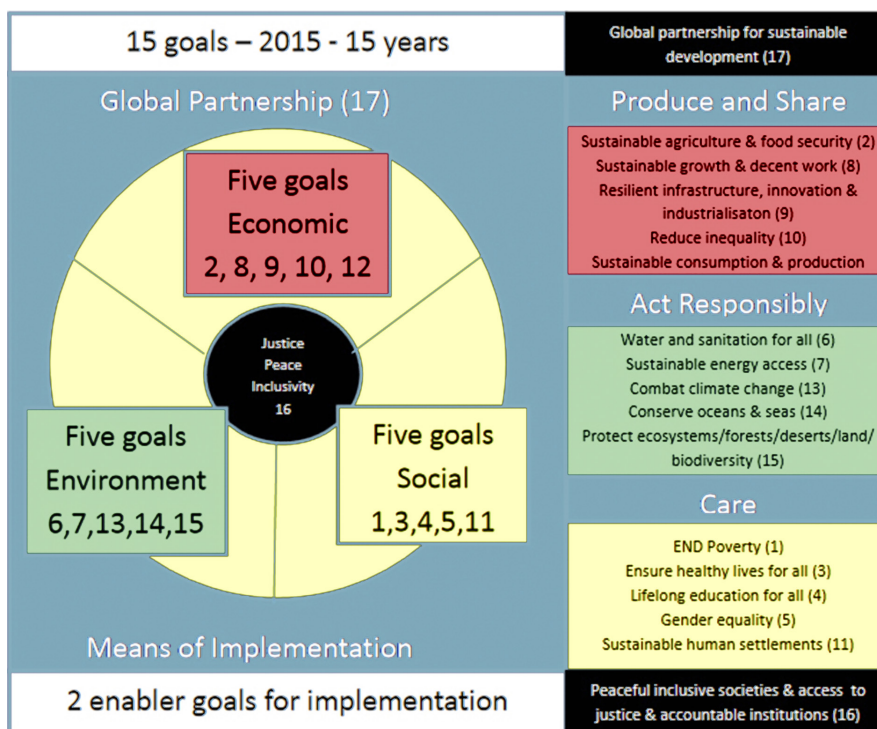 15 goals – 2015 - 15 years
Global Partnership (17)
Five goals
Economic
2, 8, 9, 10, 12
Justice
Peace
Inclusivity
16
Five goals
Environment
6,7,13,14,15
Five goals
Social
1,3,4,5,11
Means of Implementation
2 enabler goals for implementation
Global partnership for sustainable
development (17)
Produce and Share
Sustainable agriculture & food security (2)
Sustainable growth & decent work (8)
Resilient infrastructure, innovation &
industrialisaton (9)
Reduce inequality (10)
Sustainable consumption & production
Act Responsibly
Water and sanitation for all (6)
Sustainable energy access (7)
Combat climate change (13)
Conserve oceans & seas (14)
Protect ecosystems/forests/deserts/land/
biodiversity (15)
Care
END Poverty (1)
Ensure healthy lives for all (3)
Lifelong education for all (4)
Gender equality (5)
Sustainable human settlements (11)
Peaceful inclusive societies & access to
justice & accountable institutions (16)